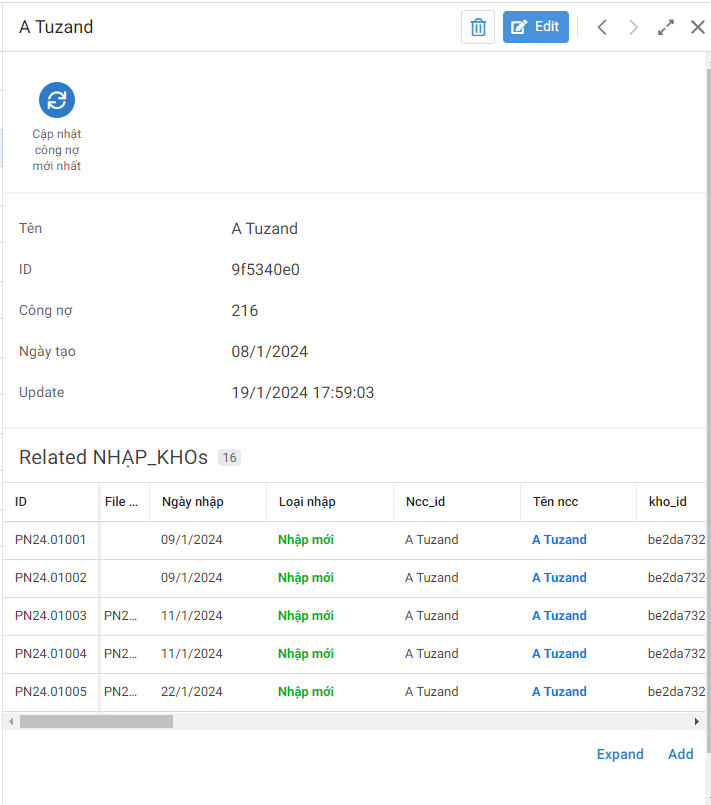 A Tuzand
Edit
Cập nhật
công nợ
mới nhất
Tên A Tuzand
ID 9f5340e0
Công nợ 216
Ngày tạo 08/1/2024
Update 19/1/2024 17:59:03
Related NHẬP_KHOs 16
ID File ... Ngày nhập Loại nhập Ncc_id Tên ncc kho_id
PN24.01001 09/1/2024 Nhập mới A Tuzand A Tuzand be2da732
PN24.01002 09/1/2024 Nhập mới A Tuzand A Tuzand be2da732
PN24.01003 PN2... 11/1/2024 Nhập mới A Tuzand A Tuzand be2da732
PN24.01004 PN2... 11/1/2024 Nhập mới A Tuzand A Tuzand be2da732
PN24.01005 PN2... 22/1/2024 Nhập mới A Tuzand A Tuzand be2da732
Expand Add